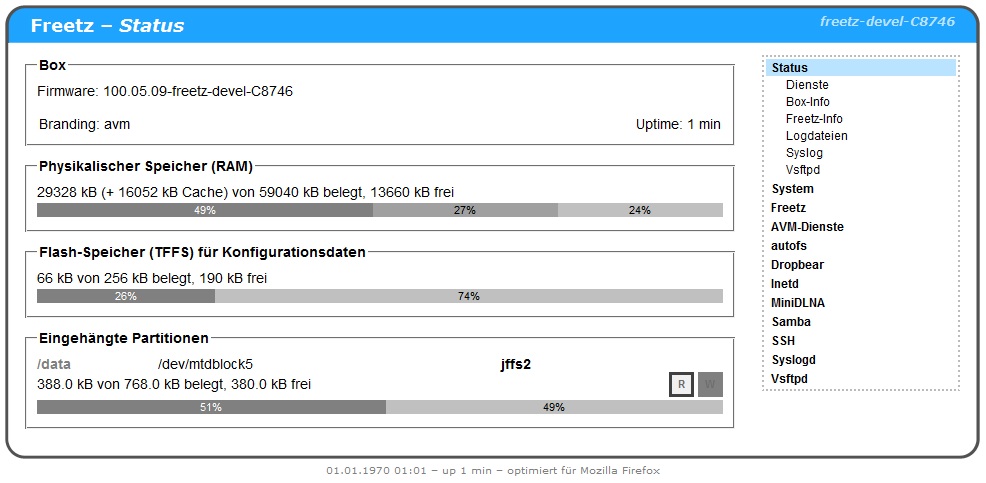 Freetz – Status
freetz-devel-C8746
Box
Firmware: 100.05.09-freetz-devel-C8746
Branding: avm
Uptime: 1 min
Physikalischer Speicher (RAM)
29328 kB (+ 16052 kB Cache) von 59040 kB belegt, 13660 kB frei
49% 27% 24%
Flash-Speicher (TFFS) für Konfigurationsdaten
66 kB von 256 kB belegt, 190 kB frei
26% 74%
Eingehängte Partitionen
/data /dev/mtdblock5 jffs2
388.0 kB von 768.0 kB belegt, 380.0 kB frei
R W
51% 49%
Status
Dienste
Box-Info
Freetz-Info
Logdateien
Syslog
Vsftpd
System
Freetz
AVM-Dienste
autofs
Dropbear
Inetd
MiniDLNA
Samba
SSH
Syslogd
Vsftpd
01.01.1970 01:01 – up 1 min – optimiert für Mozilla Firefox